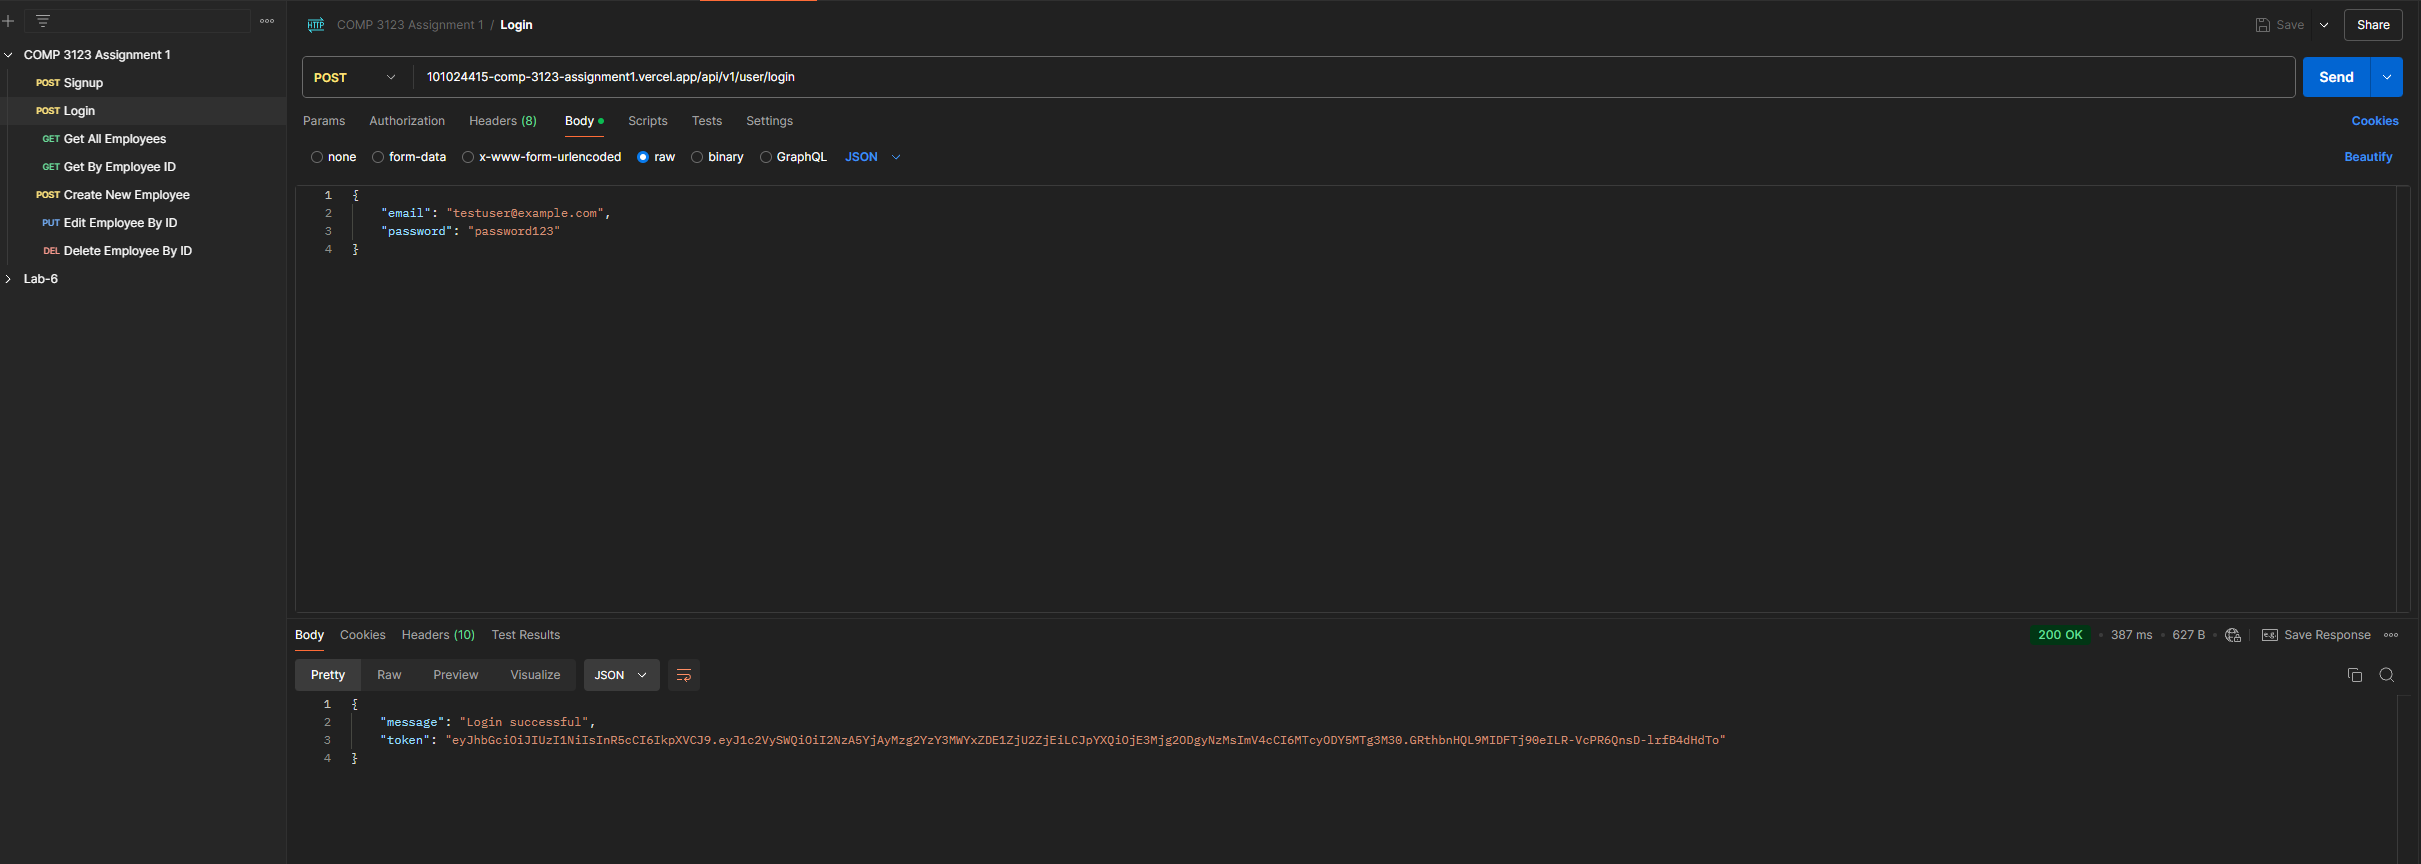 COMP 3123 Assignment 1
POST Signup
POST Login
GET Get All Employees
GET Get By Employee ID
POST Create New Employee
PUT Edit Employee By ID
DEL Delete Employee By ID
Lab-6
HTTP COMP 3123 Assignment 1 / Login
Save
Share
POST 101024415-comp-3123-assignment1.vercel.app/api/v1/user/login
Send
Params Authorization Headers (8) Body Scripts Tests Settings
Cookies
none form-data x-www-form-urlencoded raw binary GraphQL JSON
Beautify
1 {
2 "email": "testuser@example.com",
3 "password": "password123"
4 }
Body Cookies Headers (10) Test Results
200 OK 387 ms 627 B e.g. Save Response
Pretty Raw Preview Visualize JSON
1 {
2 "message": "Login successful",
3 "token": "eyJhbGciOiJIUzI1NiIsInR5cCI6IkpXVCJ9.eyJ1c2VySWQiOiI2NzA5YjAyMzg2YzY3MWYxZDE1ZjU2ZjEiLCJpYXQiOjE3Mjg2ODgyNzMsImV4cCI6MTcyODY5MTg3M30.GRthbnHQL9MIDFTj90eILR-VcPR6QnsD-lrfB4dHdTo"
4 }